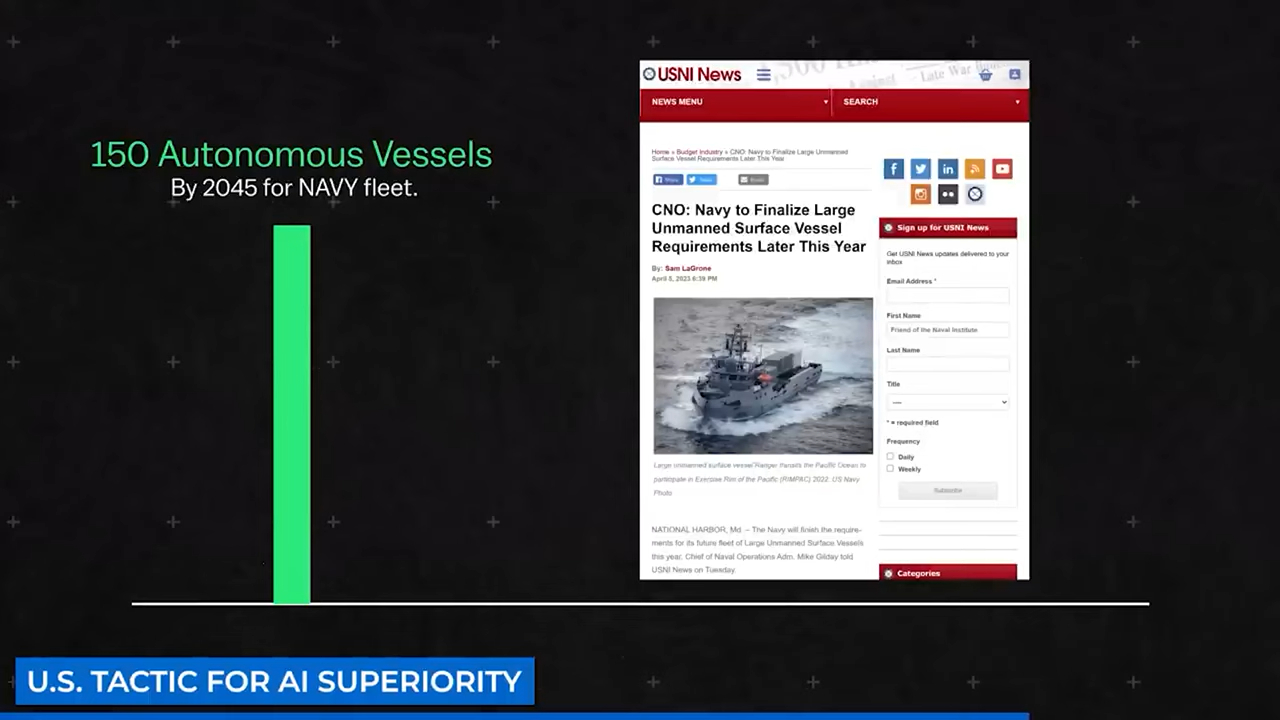 150 Autonomous Vessels
By 2045 for NAVY fleet.
USNI News
NEWS MENU
SEARCH
Home » Budget Industry » CNO: Navy to Finalize Large Unmanned
Surface Vessel Requirements Later This Year
Share
Tweet
Email
CNO: Navy to Finalize Large
Unmanned Surface Vessel
Requirements Later This Year
By: Sam LaGrone
April 5, 2023 6:39 PM
Large unmanned surface vessel Ranger transits the Pacific Ocean to
participate in Exercise Rim of the Pacific (RIMPAC) 2022. US Navy
Photo
NATIONAL HARBOR, Md. – The Navy will finish the require-
ments for its future fleet of Large Unmanned Surface Vessels
this year, Chief of Naval Operations Adm. Mike Gilday told
USNI News on Tuesday.
Late War
Sign up for USNI News
Get USNI News updates delivered to your
inbox
Email Address *
First Name
Friend of the Naval Institute
Last Name
Title
* = required field
Frequency
Daily
Weekly
Subscribe
Categories
U.S. TACTIC FOR AI SUPERIORITY